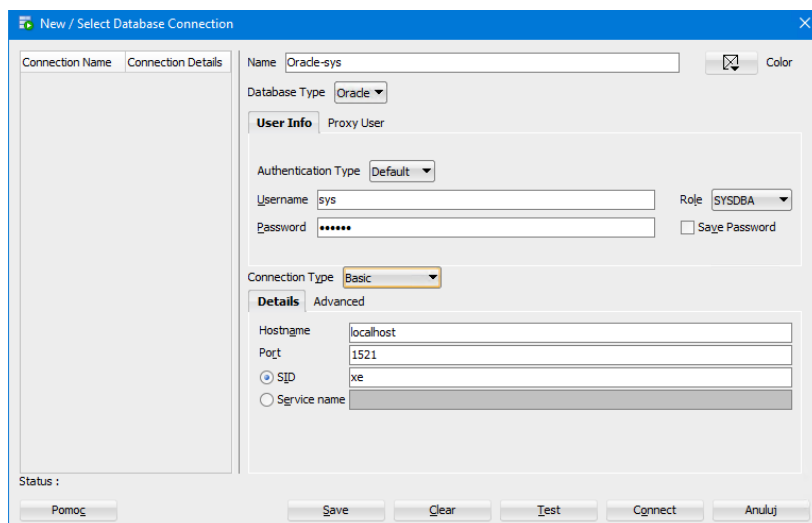 New / Select Database Connection
Connection Name Connection Details
Name Oracle-sys Color
Database Type Oracle
User Info Proxy User
Authentication Type Default
Username sys Role SYSDBA
Password •••••• Save Password
Connection Type Basic
Details Advanced
Hostname localhost
Port 1521
SID xe
Service name
Status :
Pomoc Save Clear Test Connect Anuluj